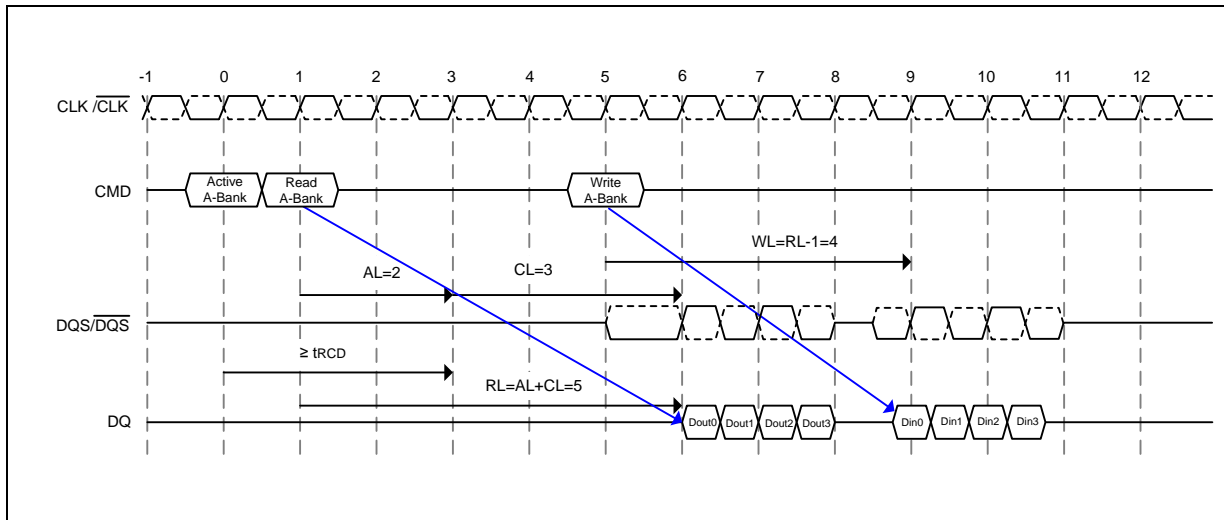 -1 0 1 2 3 4 5 6 7 8 9 10 11 12
CLK /CLK
Active
A-Bank
Read
A-Bank
Write
A-Bank
CMD
WL=RL-1=4
AL=2
CL=3
DQS/DQS
≥ tRCD
RL=AL+CL=5
DQ
Dout0 Dout1 Dout2 Dout3 Din0 Din1 Din2 Din3